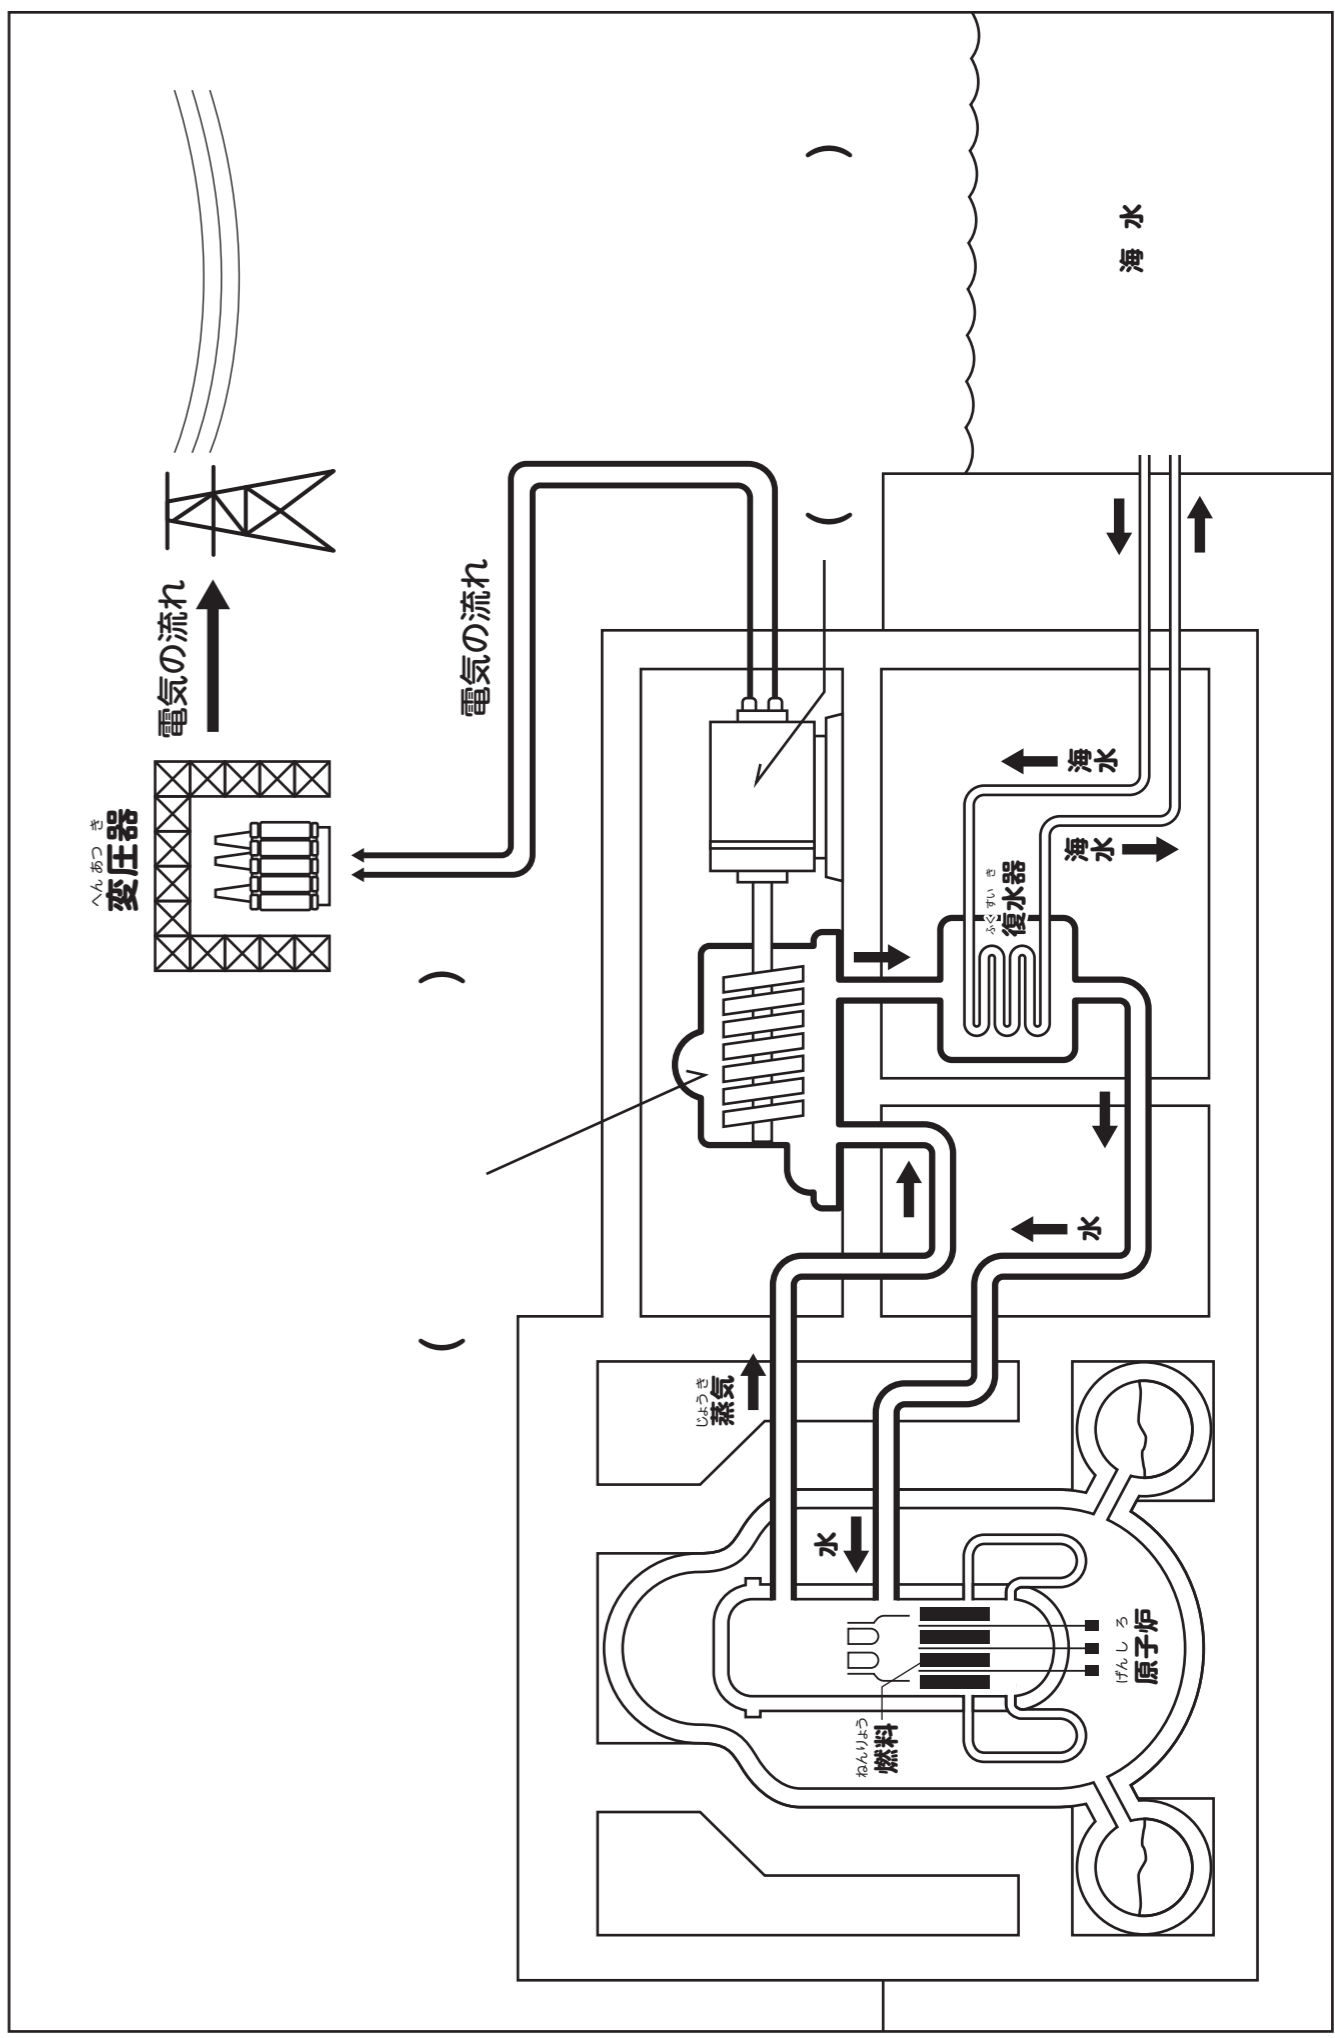 へんあつき
変圧器
電気の流れ
電気の流れ
(　　　)
(　　　)
じょうき
蒸気
水
ねんりょう
燃料
げんしろ
原子炉
水
ふくすいき
復水器
海水
海水
海水